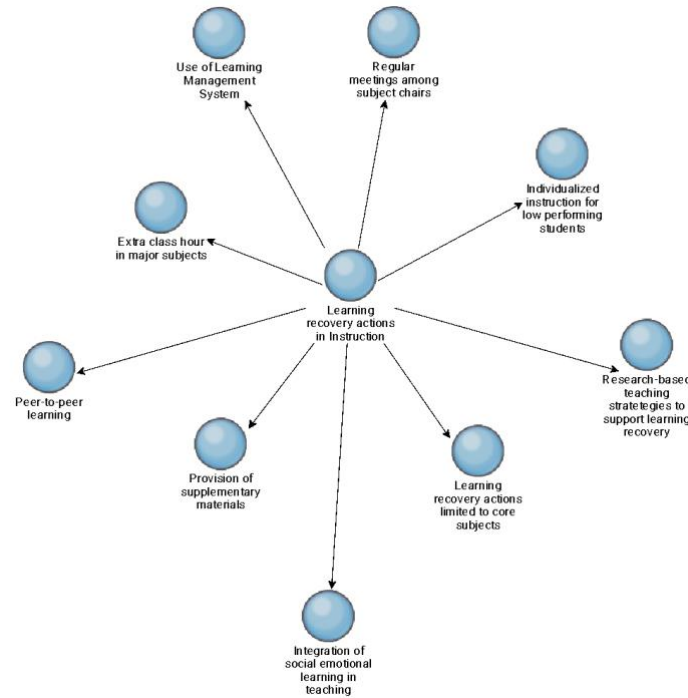 Use of Learning
Management
System
Regular
meetings among
subject chairs
Individualized
instruction for
low performing
students
Extra class hour
in major subjects
Learning
recovery actions
in Instruction
Peer-to-peer
learning
Research-based
teaching
stratetegies to
support learning
recovery
Provision of
supplementary
materials
Learning
recovery actions
limited to core
subjects
Integration of
social emotional
learning in
teaching